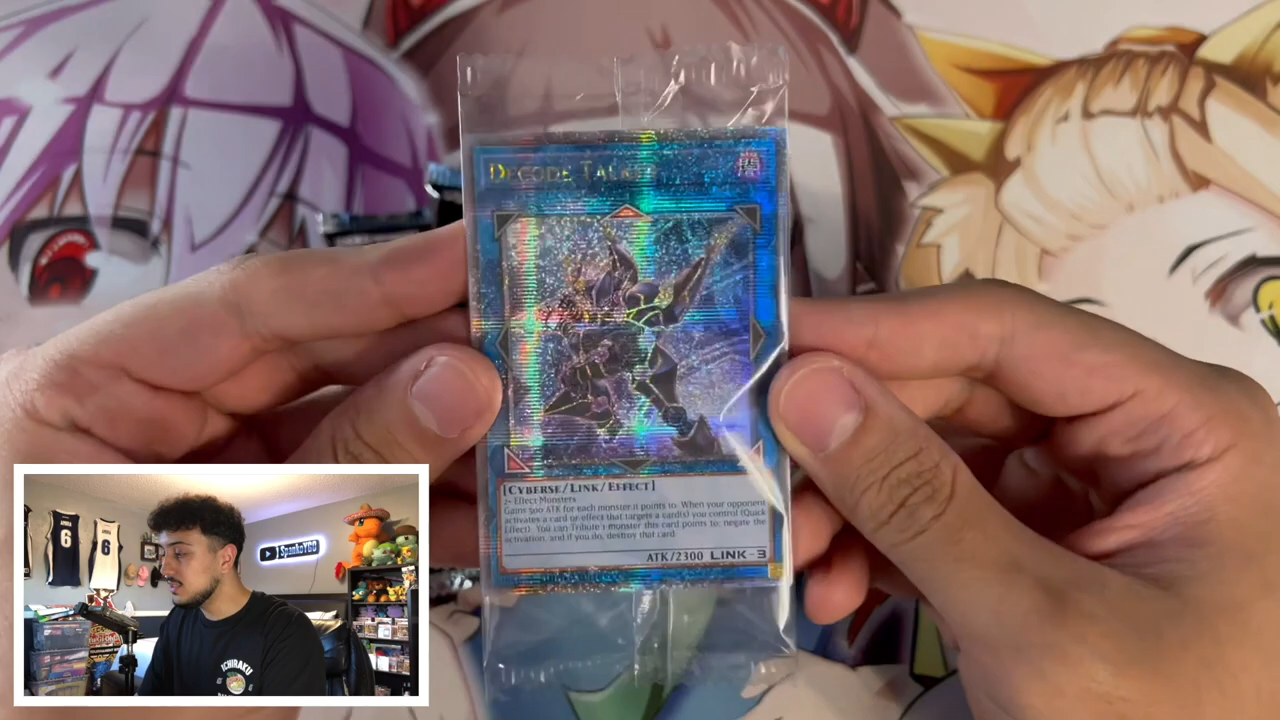 DECODE TALKER
闇
[CYBERSE/LINK/EFFECT]
2+ Effect Monsters
Gains 500 ATK for each monster it points to. When your opponent
activates a card or effect that targets a card(s) you control (Quick
Effect): You can Tribute 1 monster this card points to; negate the
activation, and if you do, destroy that card.
ATK/2300 LINK-3
6
6
SpankoYGO
ICHIRAKU